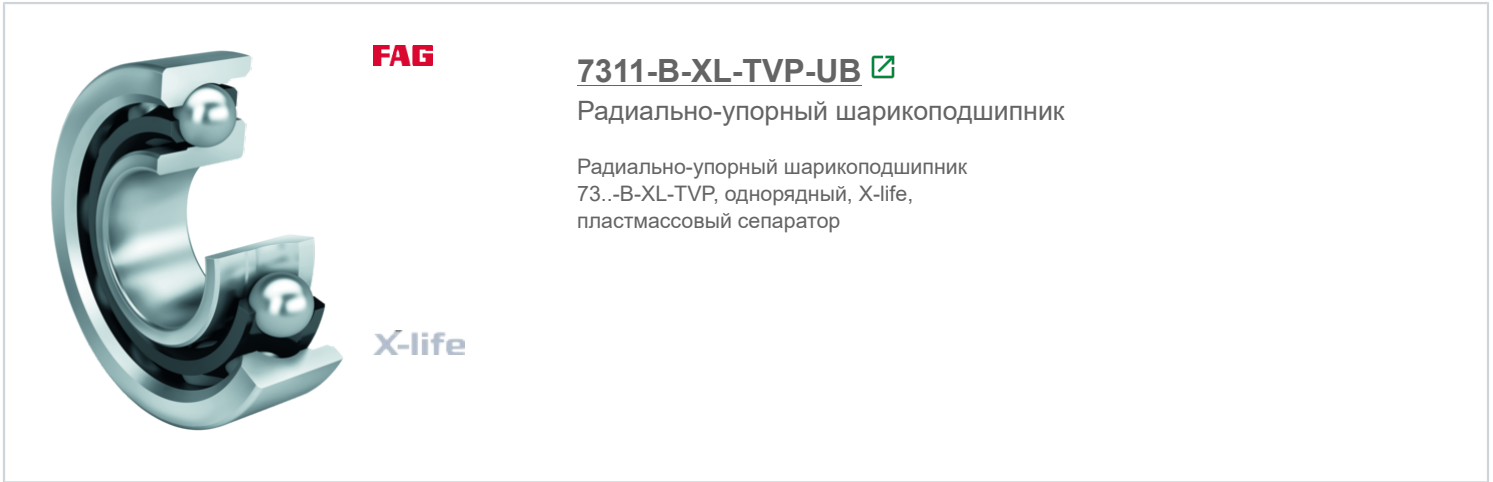 FAG
7311-B-XL-TVP-UB
Радиально-упорный шарикоподшипник
Радиально-упорный шарикоподшипник
73..-B-XL-TVP, однорядный, X-life,
пластмассовый сепаратор
X-life